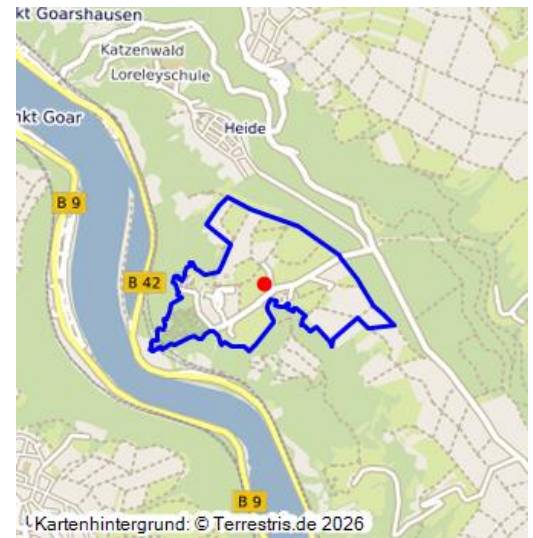 kt Goarshausen
Katzenwald
Loreleyschule
nkt Goar
Heide
B 9
B 42
B 9
Kartenhintergrund: © Terrestris.de 2026